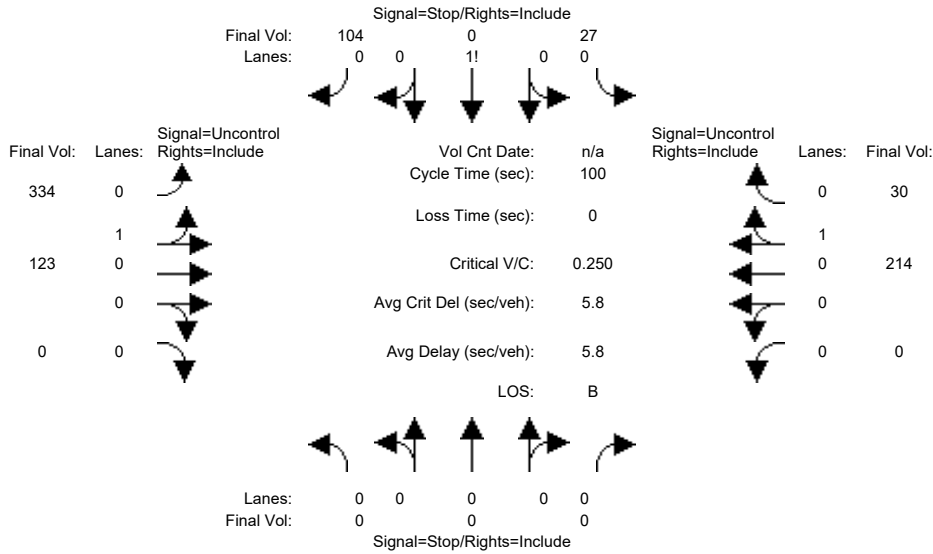 Signal=Stop/Rights=Include
Final Vol: 104 0 27
Lanes: 0 0 1! 0 0
Signal=Uncontrol Signal=Uncontrol
Final Vol: Lanes: Rights=Include Vol Cnt Date: n/a Rights=Include Lanes: Final Vol:
Cycle Time (sec): 100
334 0 0 30
Loss Time (sec): 0
1 1
123 0 Critical V/C: 0.250 0 214
0 Avg Crit Del (sec/veh): 5.8 0
0 0 Avg Delay (sec/veh): 5.8 0 0
LOS: B
Lanes: 0 0 0 0 0
Final Vol: 0 0 0
Signal=Stop/Rights=Include